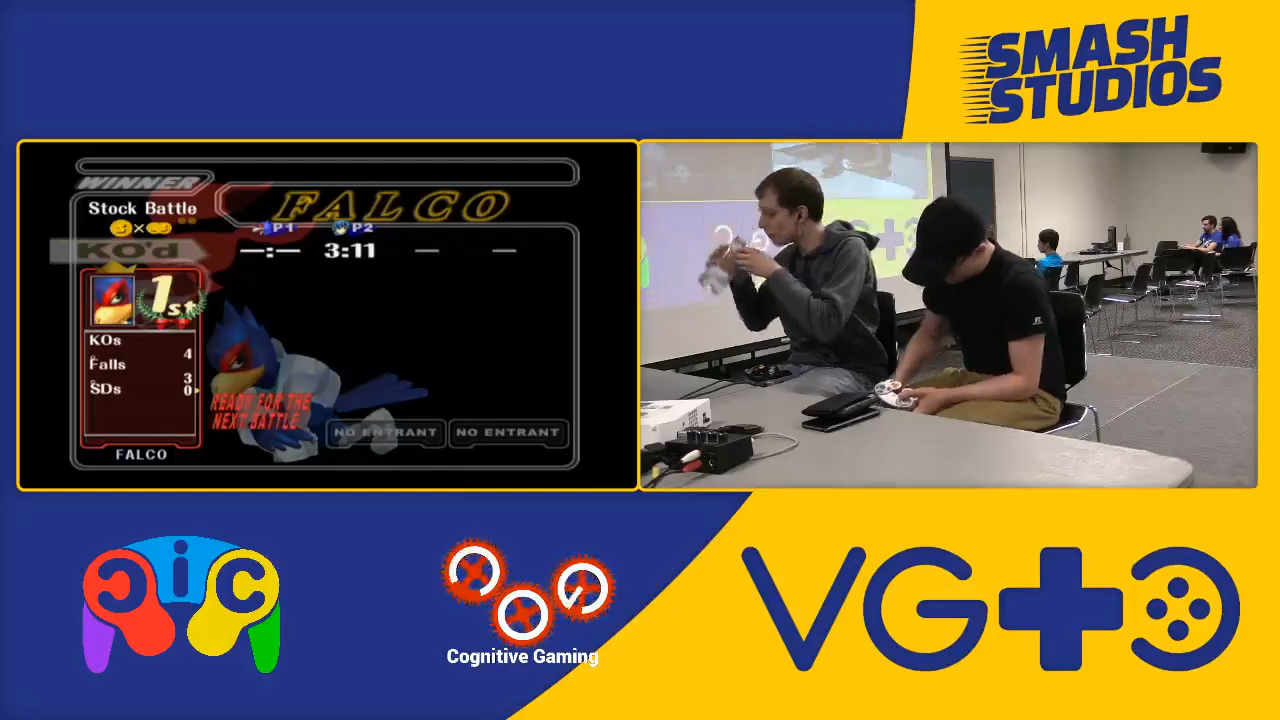 SMASH
STUDIOS
WINNER
FALCO
Stock Battle
P1 P2
KO'd
—:— 3:11 — —
1st
KOs
4
Falls
3
SDs
0
READY FOR THE
NEXT BATTLE
NO ENTRANT NO ENTRANT
FALCO
cic
Cognitive Gaming
VG